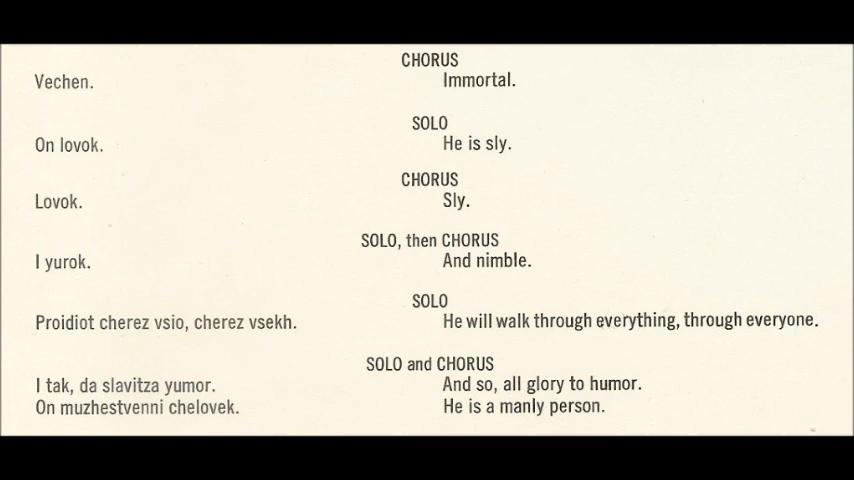 CHORUS
Vechen. Immortal.
SOLO
On lovok. He is sly.
CHORUS
Lovok. Sly.
SOLO, then CHORUS
I yurok. And nimble.
SOLO
Proidiot cherez vsio, cherez vsekh. He will walk through everything, through everyone.
SOLO and CHORUS
I tak, da slavitza yumor. And so, all glory to humor.
On muzhestvenni chelovek. He is a manly person.